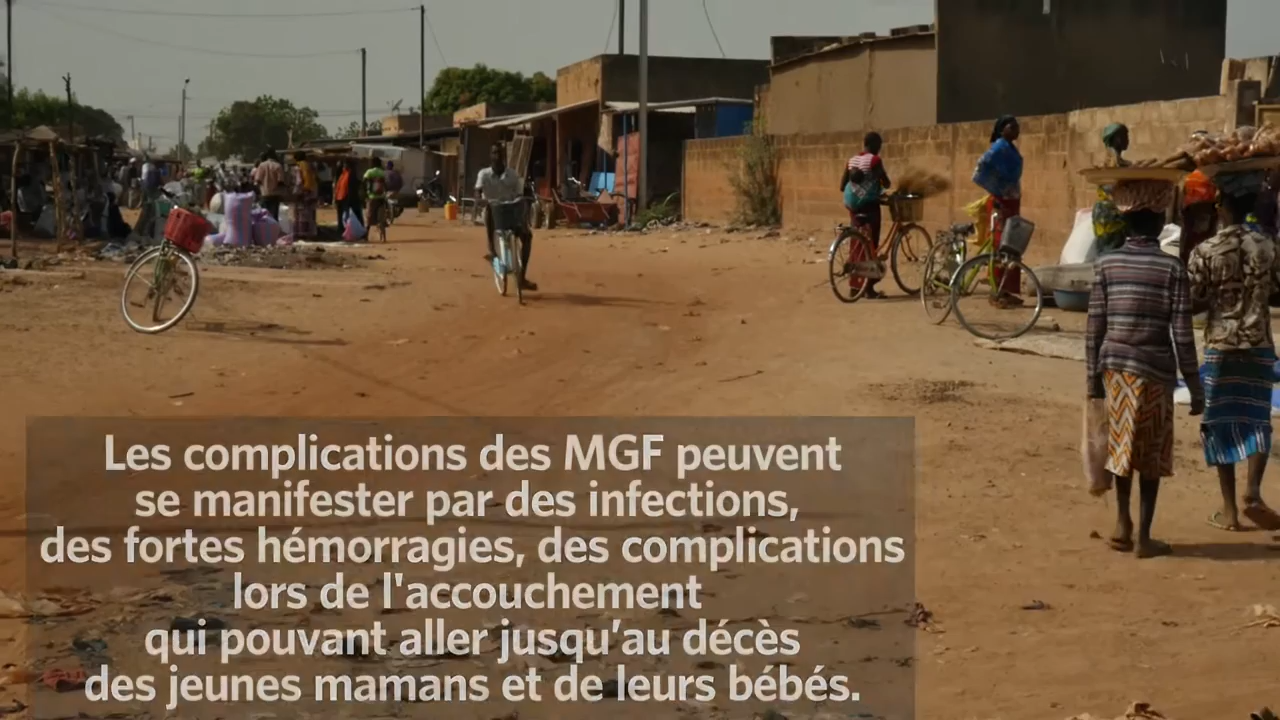 Les complications des MGF peuvent
se manifester par des infections,
des fortes hémorragies, des complications
lors de l'accouchement
qui pouvant aller jusqu’au décès
des jeunes mamans et de leurs bébés.